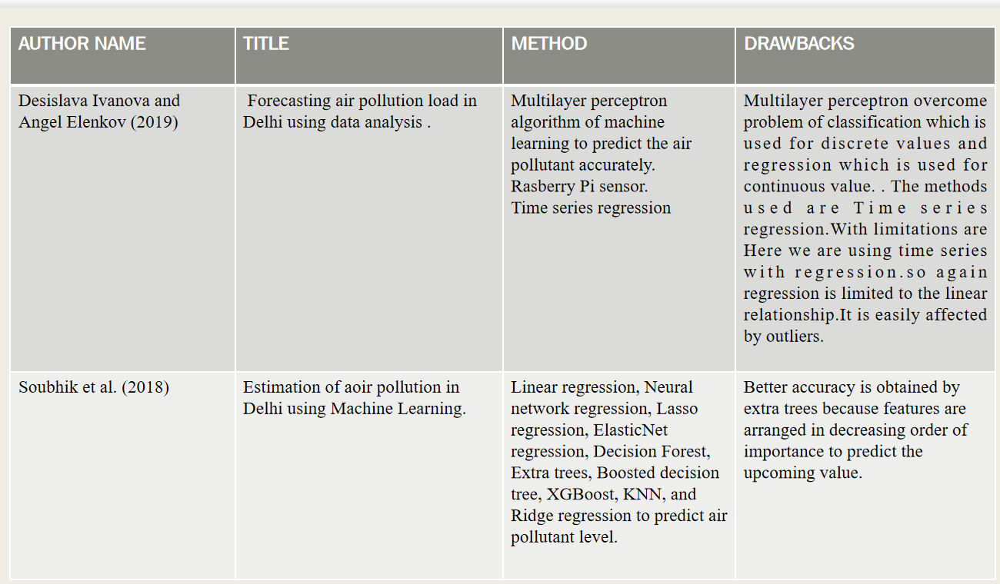 AUTHOR NAME
TITLE
METHOD
DRAWBACKS
Desislava Ivanova and
Angel Elenkov (2019)
Forecasting air pollution load in
Delhi using data analysis .
Multilayer perceptron
algorithm of machine
learning to predict the air
pollutant accurately.
Rasberry Pi sensor.
Time series regression
Multilayer perceptron overcome
problem of classification which is
used for discrete values and
regression which is used for
continuous value. . The methods
used are Time series
regression.With limitations are
Here we are using time series
with regression.so again
regression is limited to the linear
relationship.It is easily affected
by outliers.
Soubhik et al. (2018)
Estimation of aoir pollution in
Delhi using Machine Learning.
Linear regression, Neural
network regression, Lasso
regression, ElasticNet
regression, Decision Forest,
Extra trees, Boosted decision
tree, XGBoost, KNN, and
Ridge regression to predict air
pollutant level.
Better accuracy is obtained by
extra trees because features are
arranged in decreasing order of
importance to predict the
upcoming value.